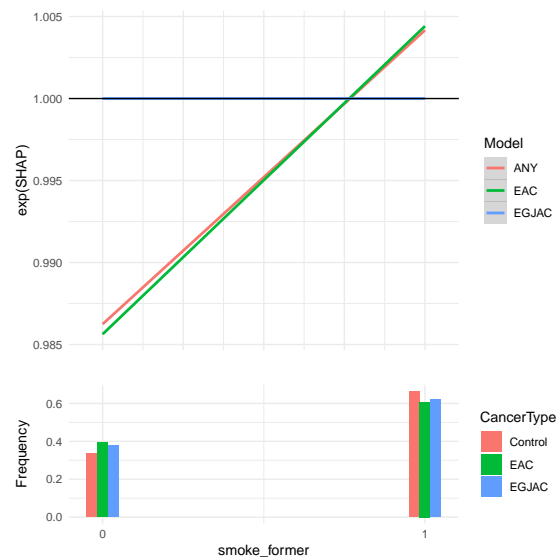 1.005
1.000
0.995
0.990
0.985
exp(SHAP)
Model
ANY
EAC
EGJAC
0.6
0.4
0.2
0.0
Frequency
0
1
smoke_former
CancerType
Control
EAC
EGJAC